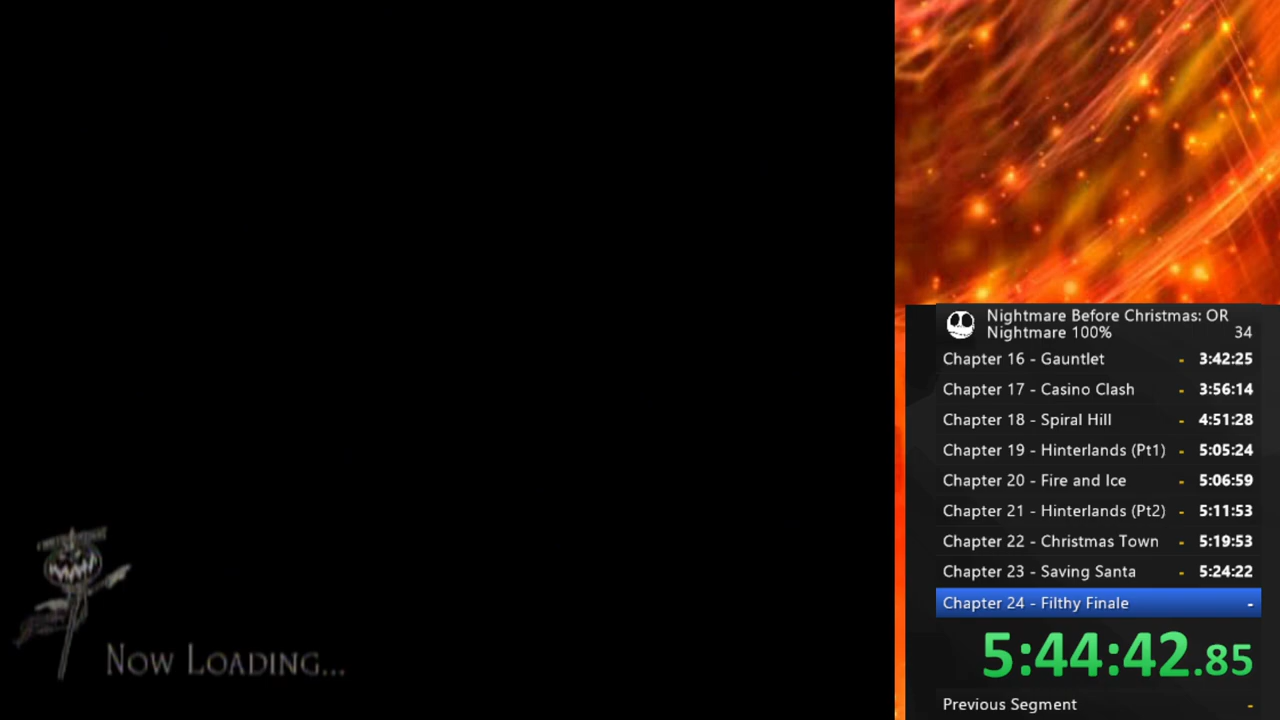 Now Loading...
Nightmare Before Christmas: OR
Nightmare 100% 34
Chapter 16 - Gauntlet - 3:42:25
Chapter 17 - Casino Clash - 3:56:14
Chapter 18 - Spiral Hill - 4:51:28
Chapter 19 - Hinterlands (Pt1) - 5:05:24
Chapter 20 - Fire and Ice - 5:06:59
Chapter 21 - Hinterlands (Pt2) - 5:11:53
Chapter 22 - Christmas Town - 5:19:53
Chapter 23 - Saving Santa - 5:24:22
Chapter 24 - Filthy Finale -
5:44:42.85
Previous Segment -